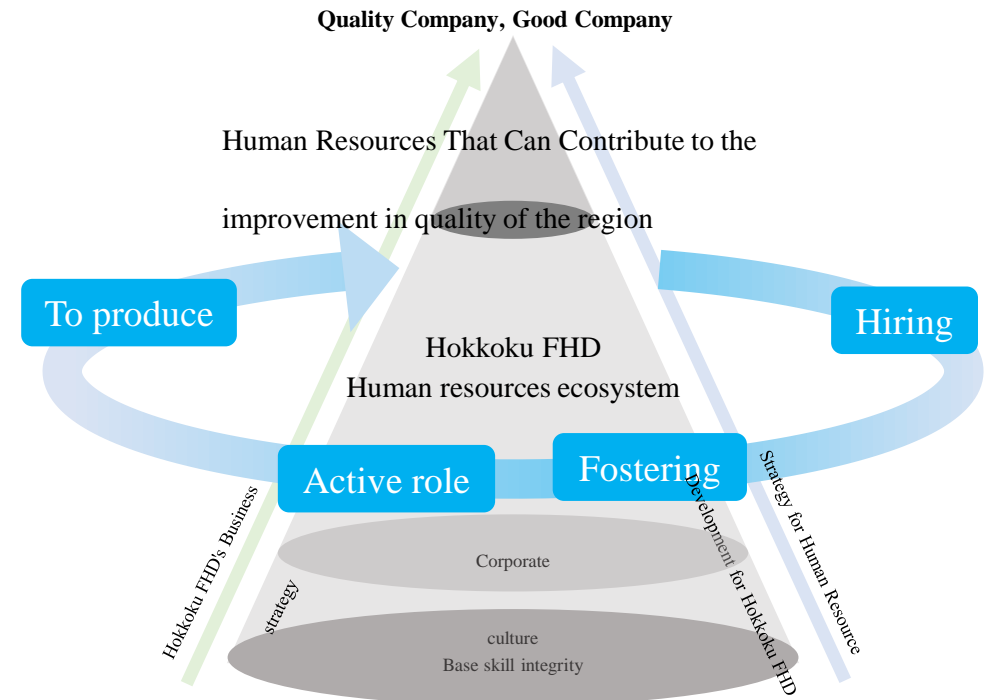 Quality Company, Good Company
Human Resources That Can Contribute to the
improvement in quality of the region
To produce
Hiring
Hokkoku FHD
Human resources ecosystem
Active role
Fostering
Hokkoku FHD's Business
strategy
Strategy for Human Resource
Development for Hokkoku FHD
Corporate
culture
Base skill integrity